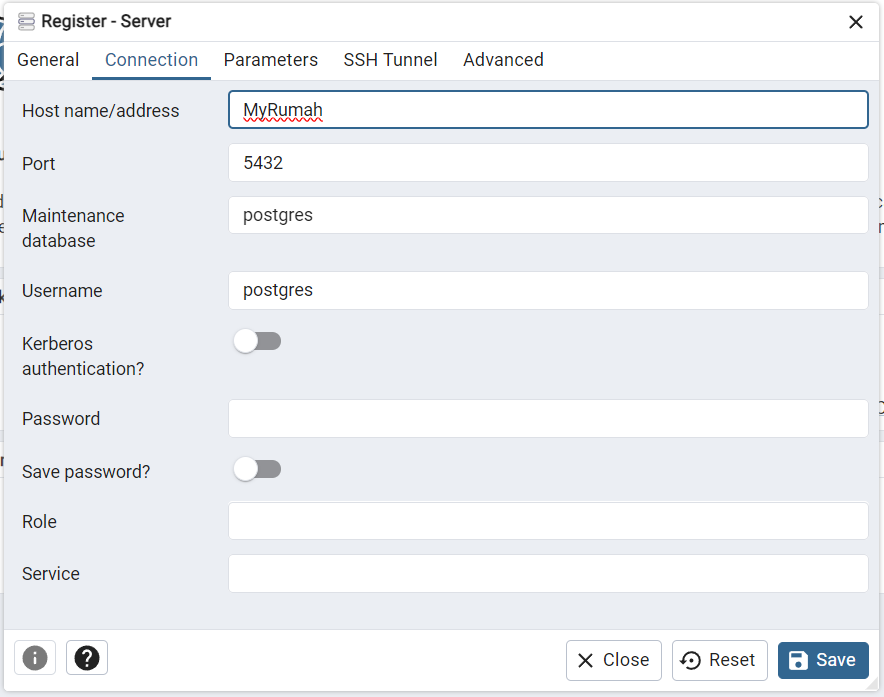 Register - Server
General Connection Parameters SSH Tunnel Advanced
Host name/address MyRumah
Port 5432
Maintenance
database
postgres
Username postgres
Kerberos
authentication?
Password
Save password?
Role
Service
Close Reset Save